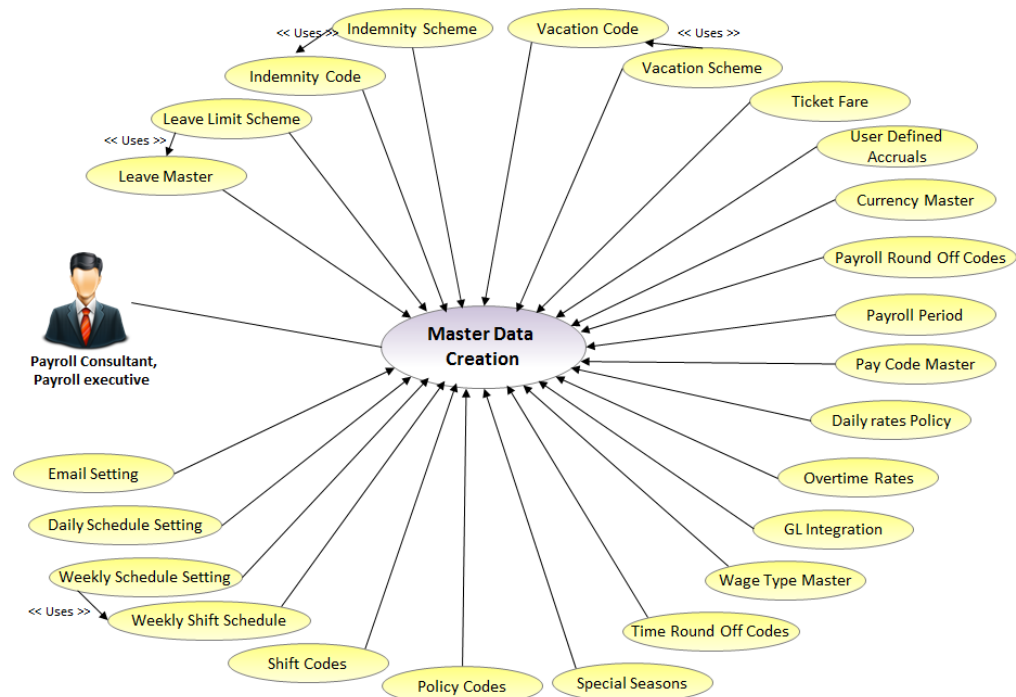 << Uses >>
Indemnity Scheme
Vacation Code
<< Uses >>
Indemnity Code
Vacation Scheme
Leave Limit Scheme
Ticket Fare
<< Uses >>
User Defined
Accruals
Leave Master
Currency Master
Payroll Round Off Codes
Payroll Period
Master Data
Creation
Payroll Consultant,
Payroll executive
Pay Code Master
Daily rates Policy
Email Setting
Overtime Rates
Daily Schedule Setting
GL Integration
Weekly Schedule Setting
Wage Type Master
<< Uses >>
Weekly Shift Schedule
Time Round Off Codes
Shift Codes
Policy Codes
Special Seasons